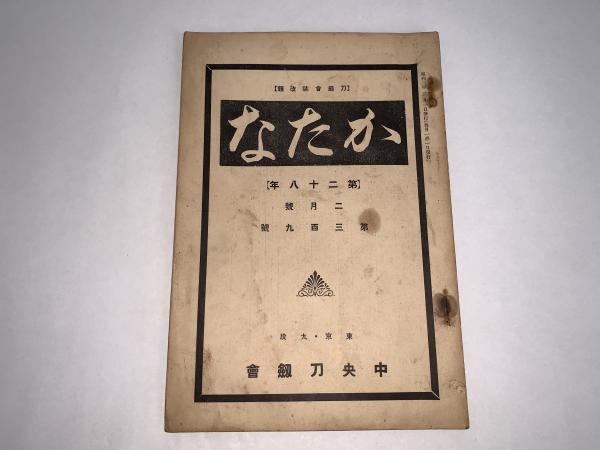 【刀劍會誌改題】
かたな
【第二十八年】
二月號
第三百九號
東京・九段
中央刀劍會